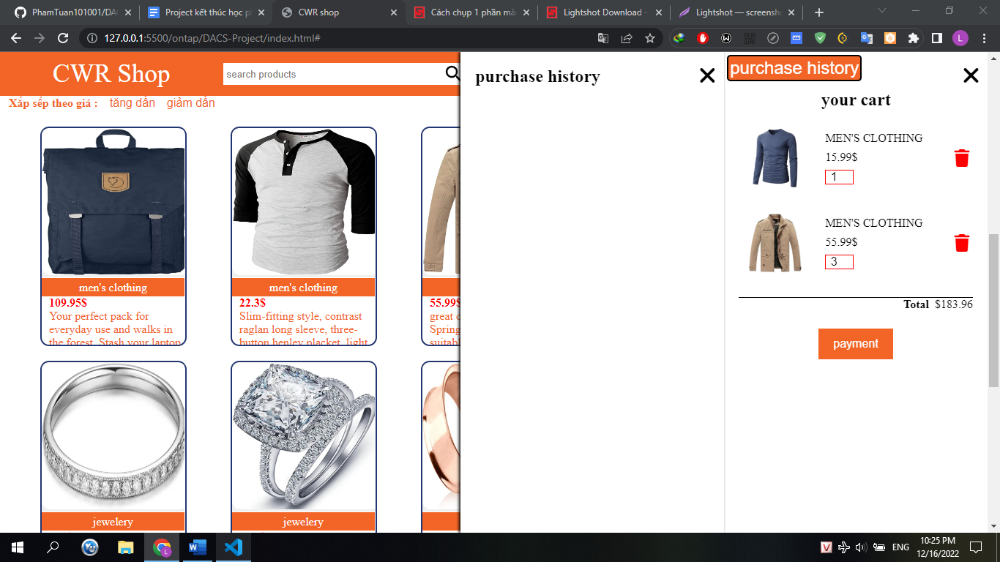 PhamTuan101001/DAC
Project kết thúc học p
CWR shop
Cách chụp 1 phần mà
Lightshot Download -
Lightshot — screensh
127.0.0.1:5500/ontap/DACS-Project/index.html#
L
CWR Shop
search products
Xắp sếp theo giá :
tăng dần
giảm dần
men's clothing
109.95$
Your perfect pack for
everyday use and walks in
the forest. Stash your laptop
men's clothing
22.3$
Slim-fitting style, contrast
raglan long sleeve, three-
button henley placket, light
55.99$
great o
Spring
suitabl
jewelery
jewelery
purchase history
purchase history
your cart
MEN'S CLOTHING
15.99$
1
MEN'S CLOTHING
55.99$
3
Total $183.96
payment
ENG
10:25 PM
12/16/2022